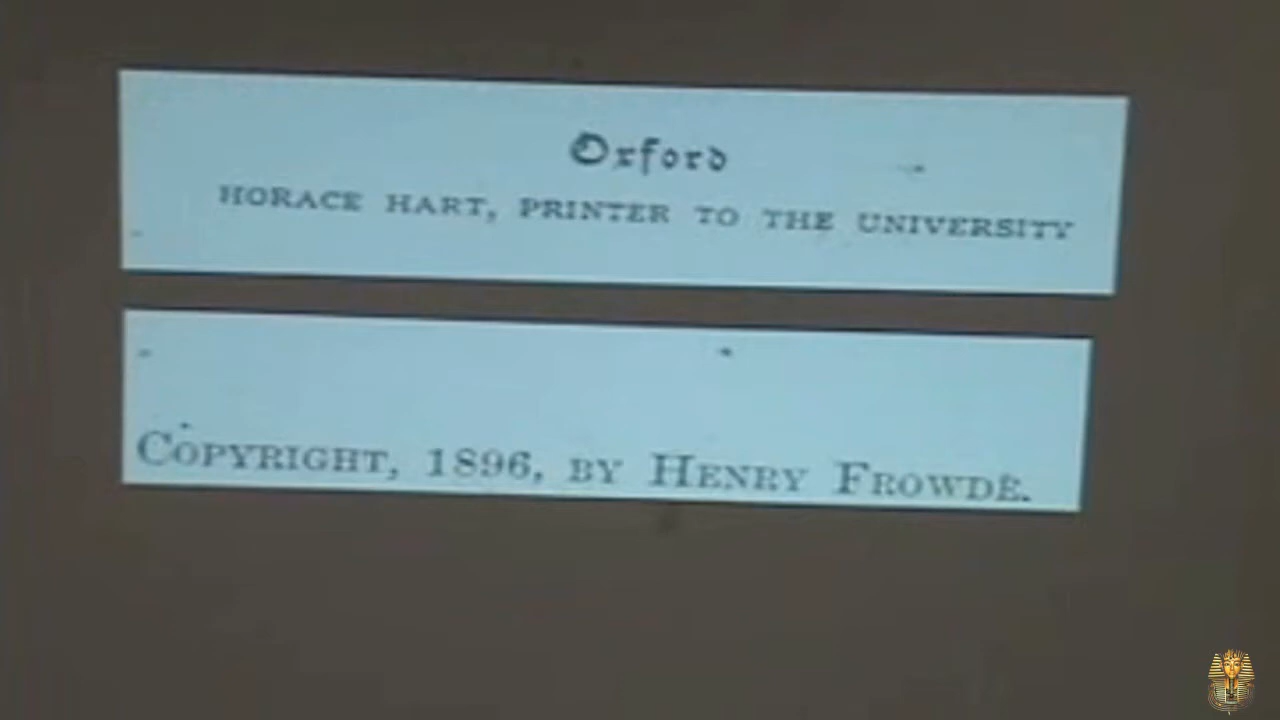 Oxford
HORACE HART, PRINTER TO THE UNIVERSITY
COPYRIGHT, 1896, BY HENRY FROWDE.